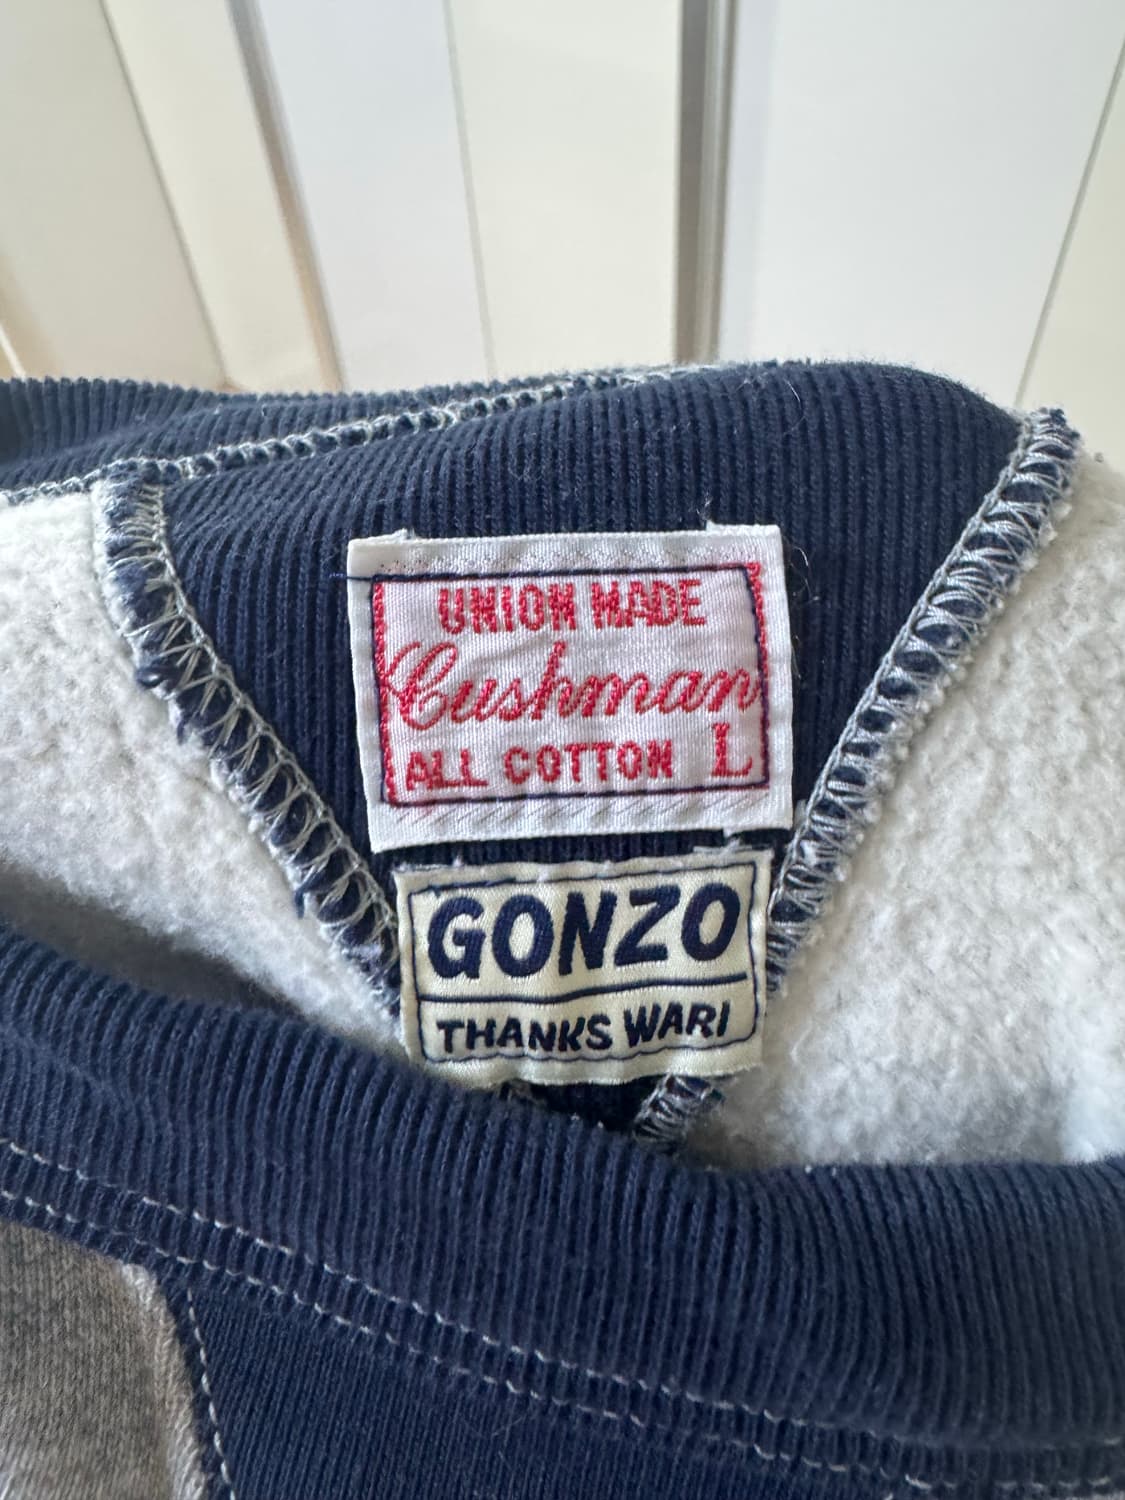 UNION MADE
Cushman
ALL COTTON L
GONZO
THANKS WARI